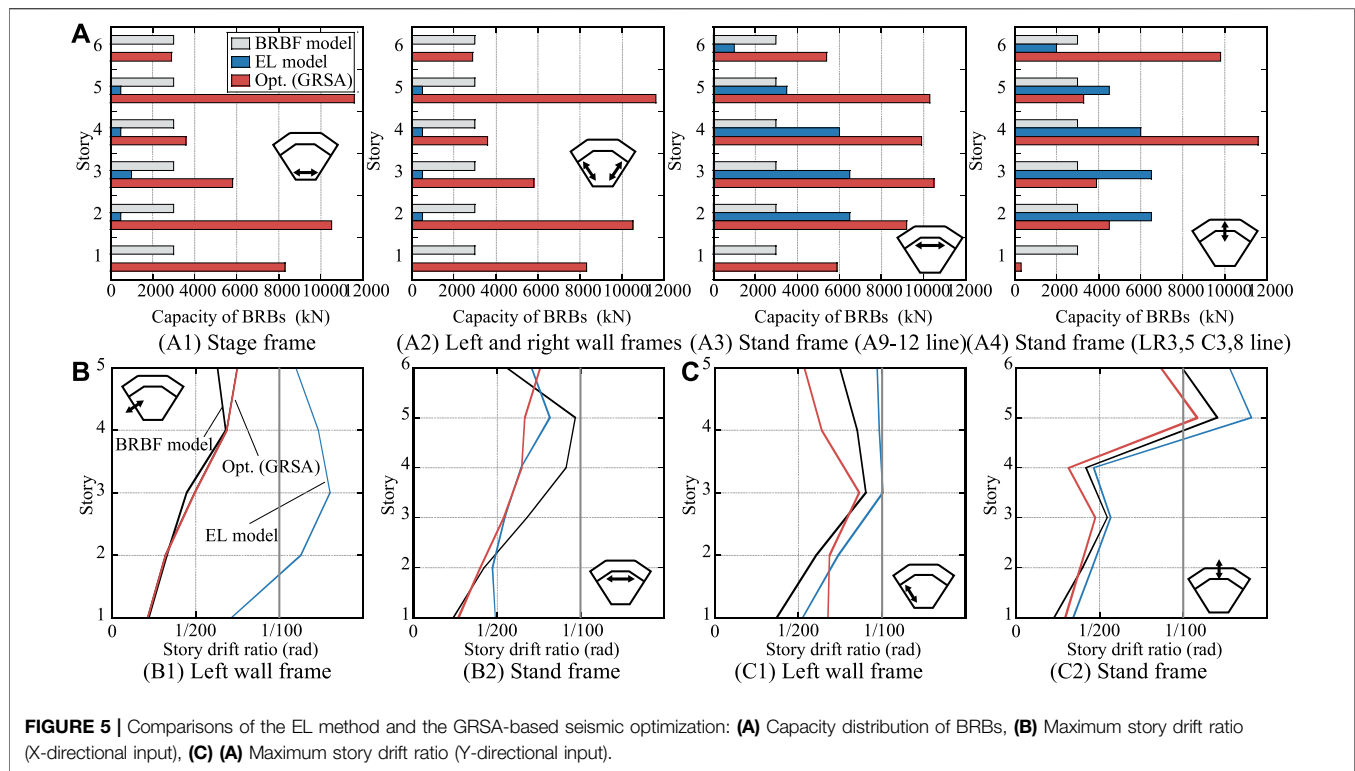 A
BRBF model
EL model
Opt. (GRSA)
Story
6
5
4
3
2
1
0 2000 4000 6000 8000 10000 12000
Capacity of BRBs (kN)
(A1) Stage frame
Story
6
5
4
3
2
1
0 2000 4000 6000 8000 10000 12000
Capacity of BRBs (kN)
(A2) Left and right wall frames
Story
6
5
4
3
2
1
0 2000 4000 6000 8000 10000 12000
Capacity of BRBs (kN)
(A3) Stand frame (A9-12 line)
Story
6
5
4
3
2
1
0 2000 4000 6000 8000 10000 12000
Capacity of BRBs (kN)
(A4) Stand frame (LR3,5 C3,8 line)
B
Story
5
4
3
2
1
BRBF model
Opt. (GRSA)
EL model
0 1/200 1/100
Story drift ratio (rad)
(B1) Left wall frame
Story
6
5
4
3
2
1
0 1/200 1/100
Story drift ratio (rad)
(B2) Stand frame
C
Story
5
4
3
2
1
0 1/200 1/100
Story drift ratio (rad)
(C1) Left wall frame
Story
6
5
4
3
2
1
0 1/200 1/100
Story drift ratio (rad)
(C2) Stand frame
FIGURE 5 | Comparisons of the EL method and the GRSA-based seismic optimization: (A) Capacity distribution of BRBs, (B) Maximum story drift ratio
(X-directional input), (C) (A) Maximum story drift ratio (Y-directional input).